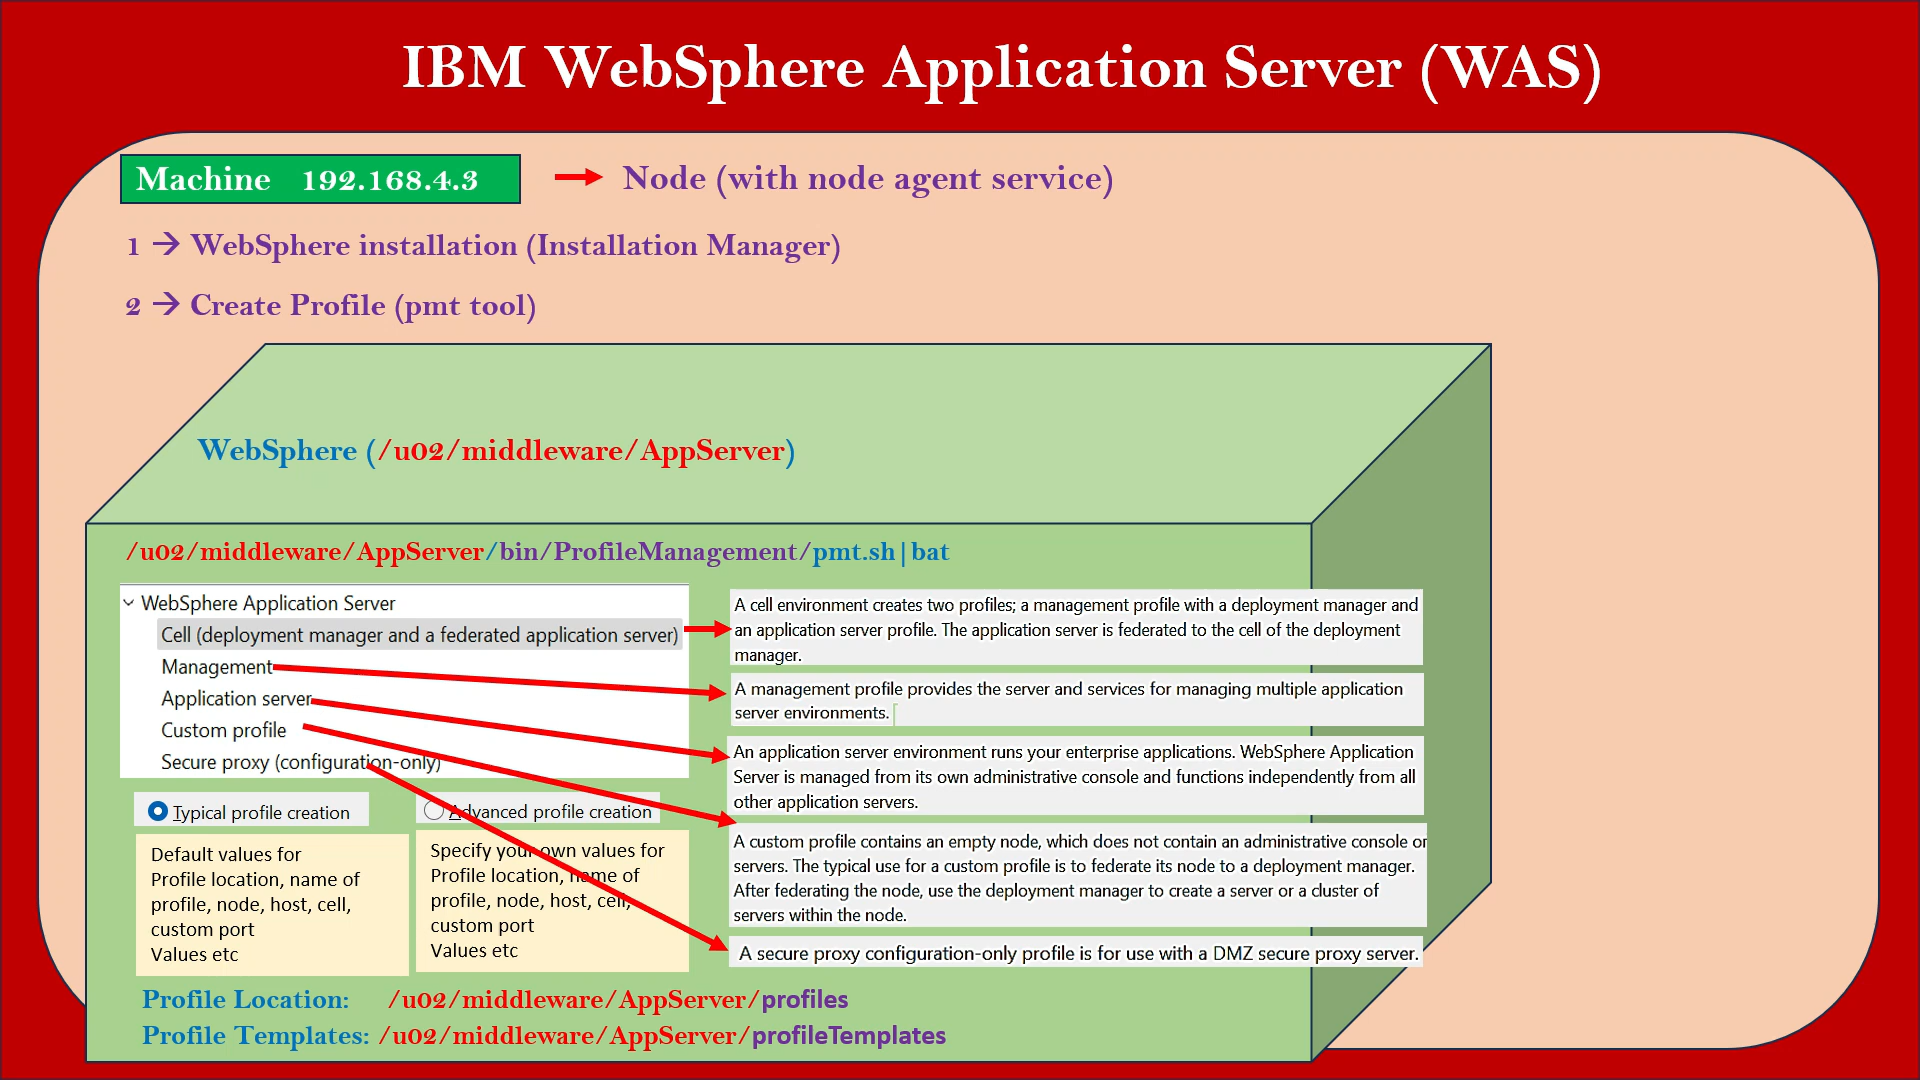 IBM WebSphere Application Server (WAS)
Machine 192.168.4.3
Node (with node agent service)
1 → WebSphere installation (Installation Manager)
2 → Create Profile (pmt tool)
WebSphere (/u02/middleware/AppServer)
/u02/middleware/AppServer/bin/ProfileManagement/pmt.sh|bat
WebSphere Application Server
Cell (deployment manager and a federated application server)
Management
Application server
Custom profile
Secure proxy (configuration-only)
A cell environment creates two profiles; a management profile with a deployment manager and
an application server profile. The application server is federated to the cell of the deployment
manager.
A management profile provides the server and services for managing multiple application
server environments.
An application server environment runs your enterprise applications. WebSphere Application
Server is managed from its own administrative console and functions independently from all
other application servers.
A custom profile contains an empty node, which does not contain an administrative console or
servers. The typical use for a custom profile is to federate its node to a deployment manager.
After federating the node, use the deployment manager to create a server or a cluster of
servers within the node.
A secure proxy configuration-only profile is for use with a DMZ secure proxy server.
Typical profile creation
Default values for
Profile location, name of
profile, node, host, cell,
custom port
Values etc
Advanced profile creation
Specify your own values for
Profile location, name of
profile, node, host, cell,
custom port
Values etc
Profile Location: /u02/middleware/AppServer/profiles
Profile Templates: /u02/middleware/AppServer/profileTemplates